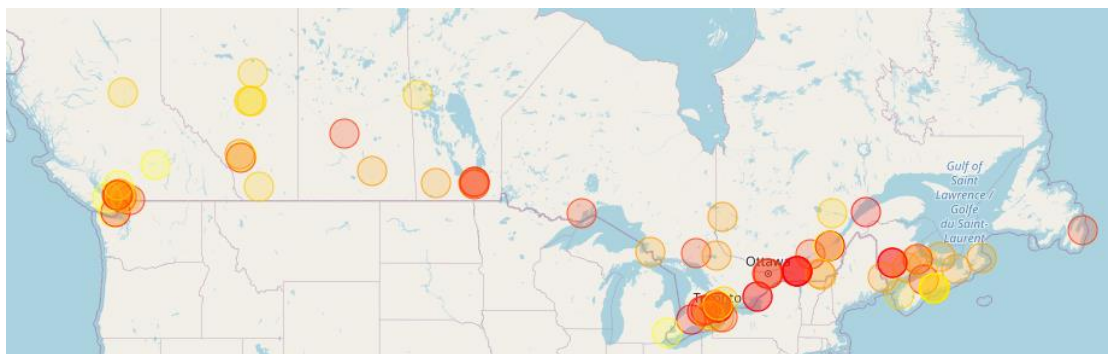 Gulf of
Saint
Lawrence /
Golfe
du Saint-
Laurent
Ottawa
Toronto